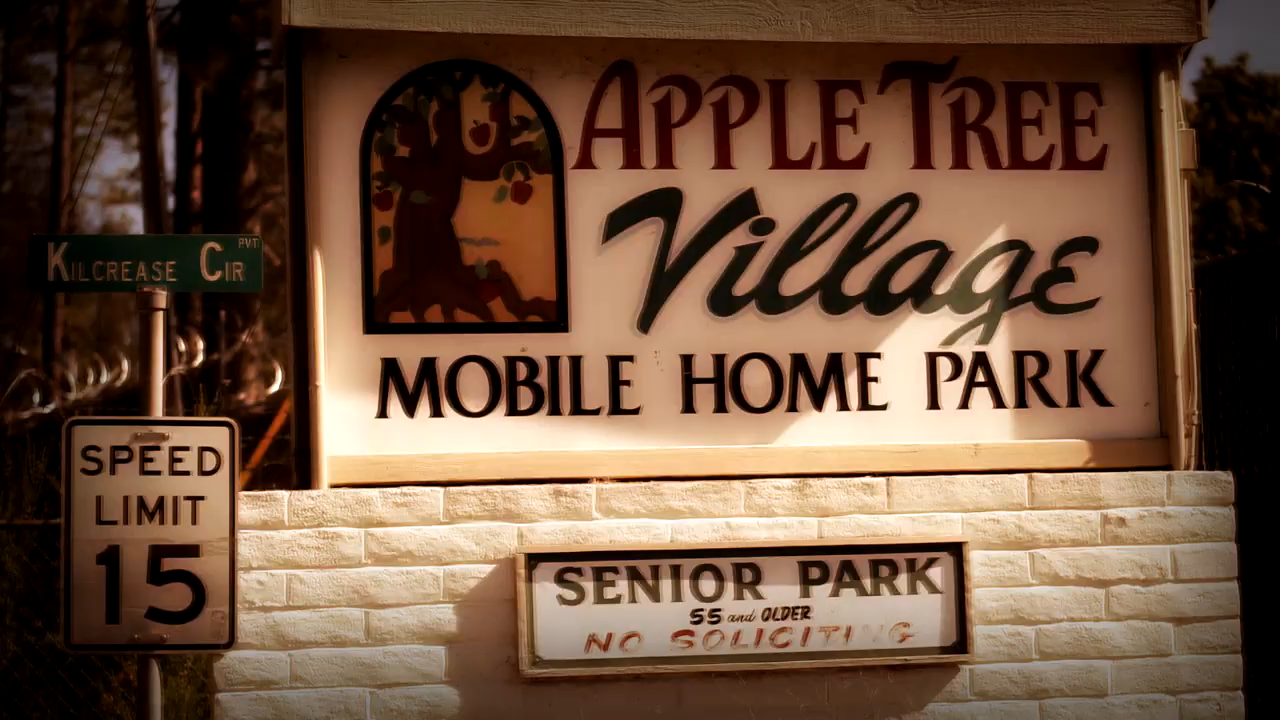 APPLE TREE
Village
MOBILE HOME PARK
KILCREASE CIR PVT
SPEED
LIMIT
15
SENIOR PARK
55 and OLDER
NO SOLICITING